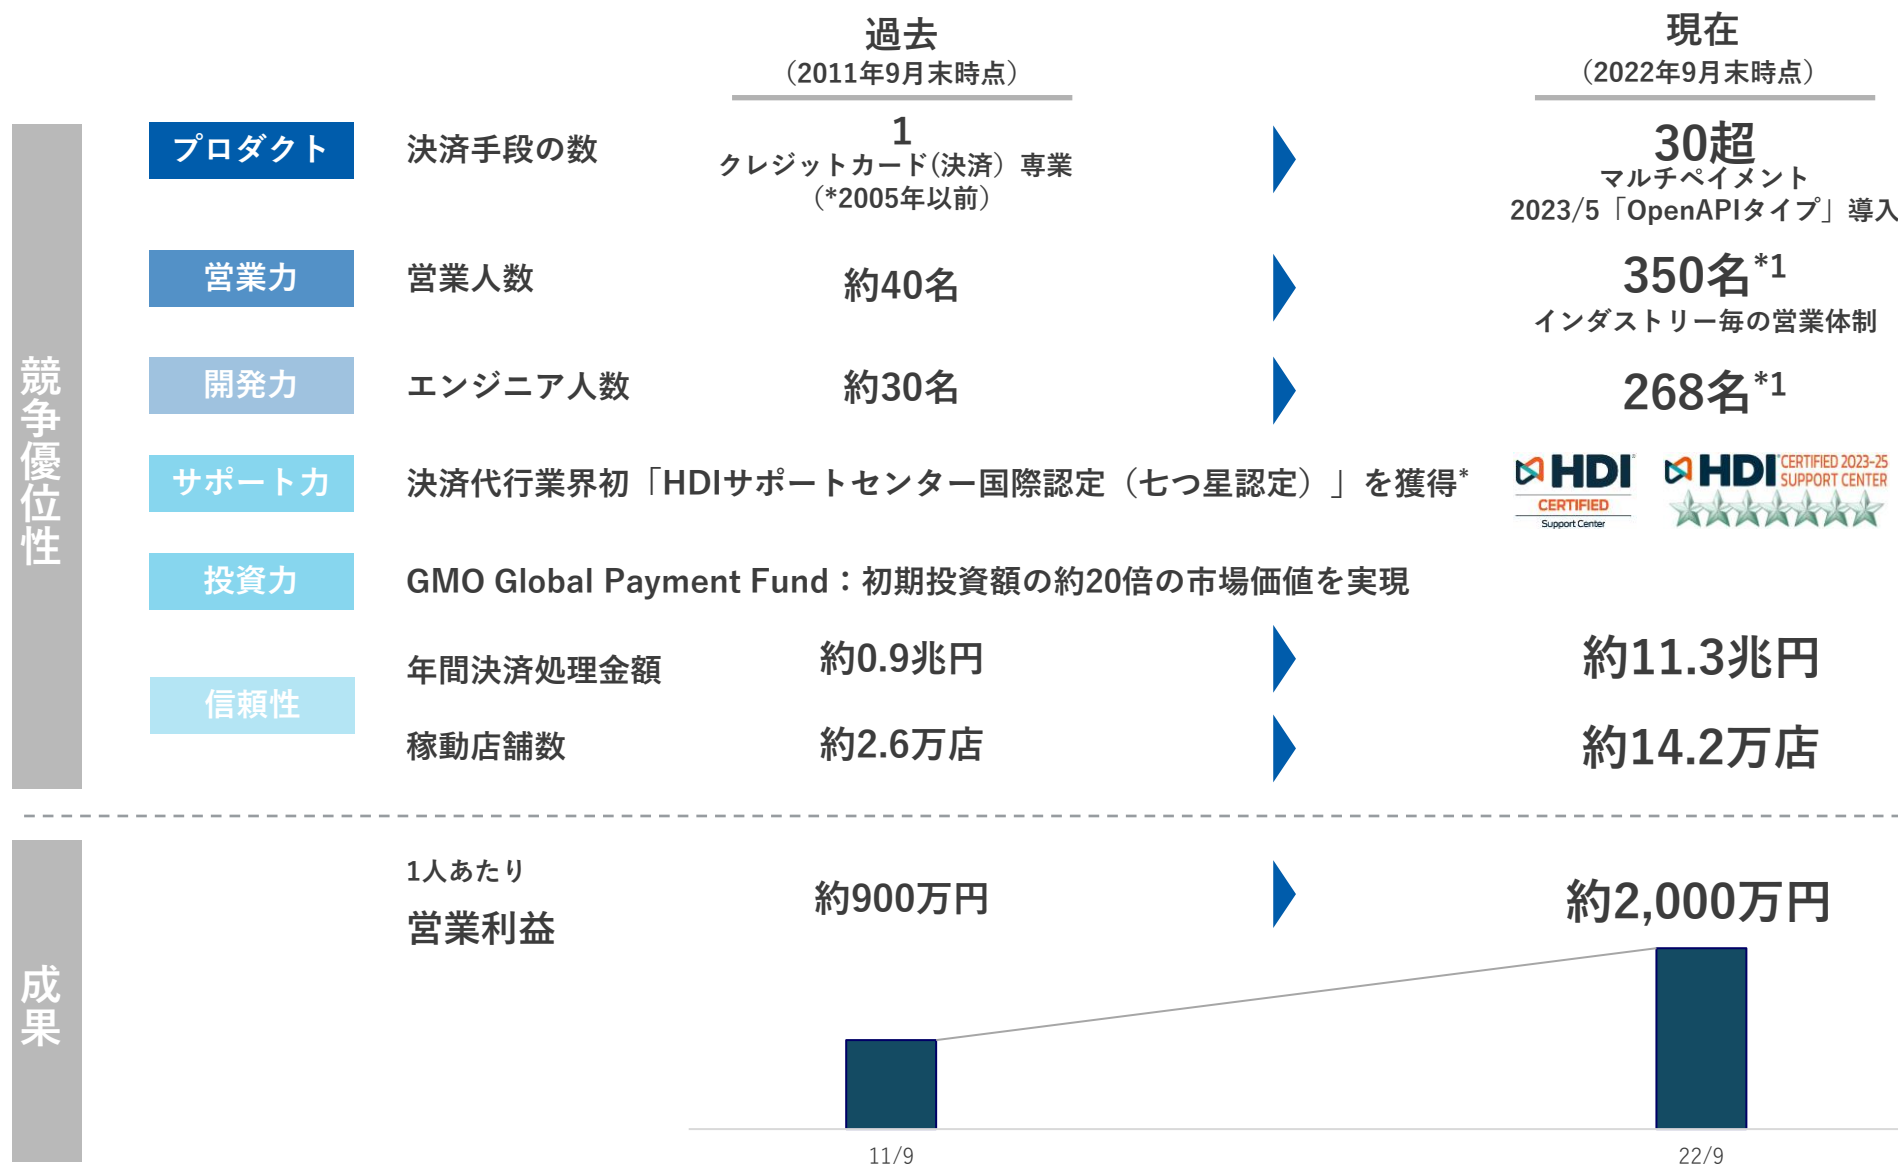 過去
（2011年9月末時点）
現在
（2022年9月末時点）
競争優位性
プロダクト
決済手段の数
1
クレジットカード(決済）専業
(*2005年以前）
30超
マルチペイメント
2023/5「OpenAPIタイプ」導入
営業力
営業人数
約40名
350名*1
インダストリー毎の営業体制
開発力
エンジニア人数
約30名
268名*1
サポート力
決済代行業界初「HDIサポートセンター国際認定（七つ星認定）」を獲得*
HDI
CERTIFIED
Support Center
HDI CERTIFIED 2023-25
SUPPORT CENTER
投資力
GMO Global Payment Fund：初期投資額の約20倍の市場価値を実現
信頼性
年間決済処理金額
約0.9兆円
約11.3兆円
稼動店舗数
約2.6万店
約14.2万店
成果
1人あたり
営業利益
約900万円
約2,000万円
11/9
22/9